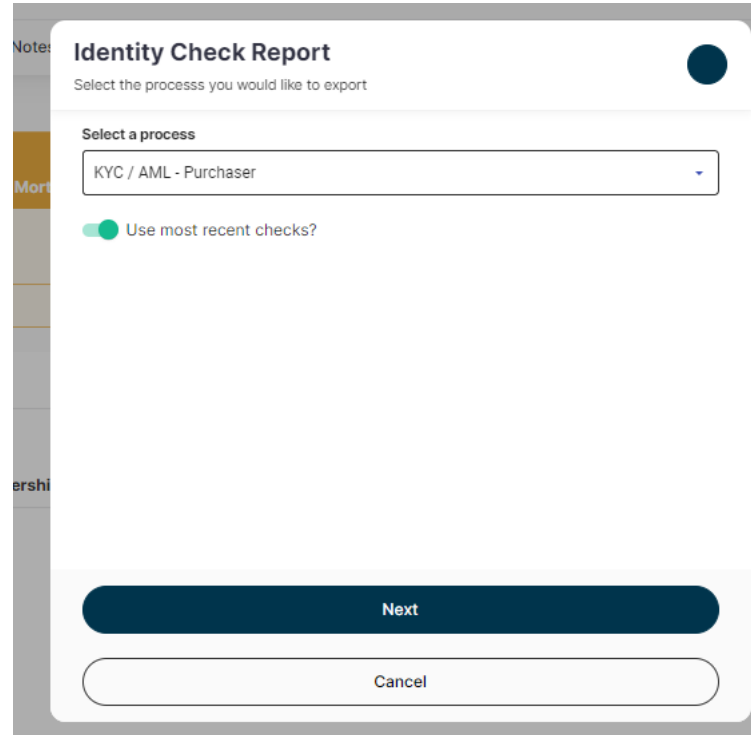 Notes
Identity Check Report
Select the processs you would like to export
Select a process
KYC / AML - Purchaser
Use most recent checks?
Mort
ershi
Next
Cancel